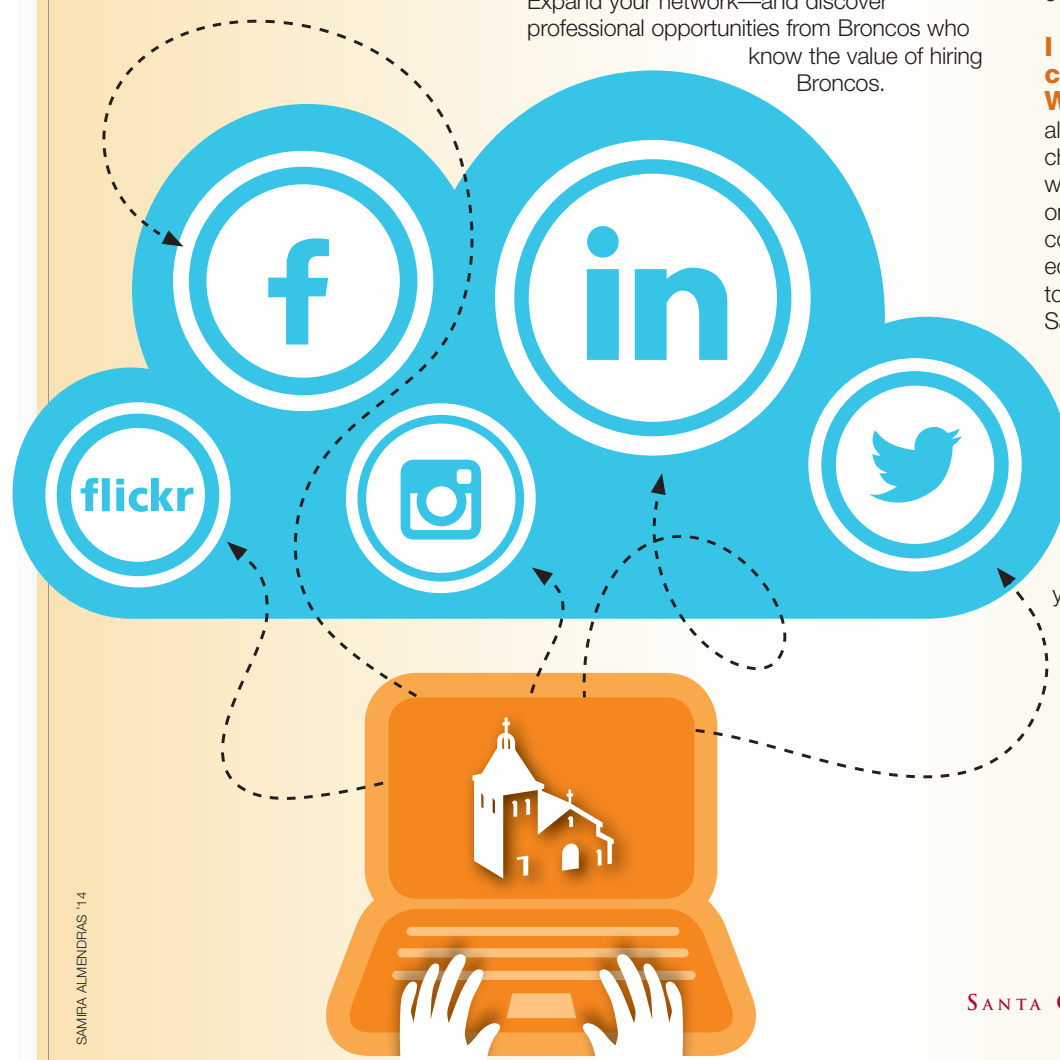 Expand your network—and discover
professional opportunities from Broncos who
know the value of hiring
Broncos.
I
f
in
flickr
SAMIRA ALMENDRAS '14
SANTA